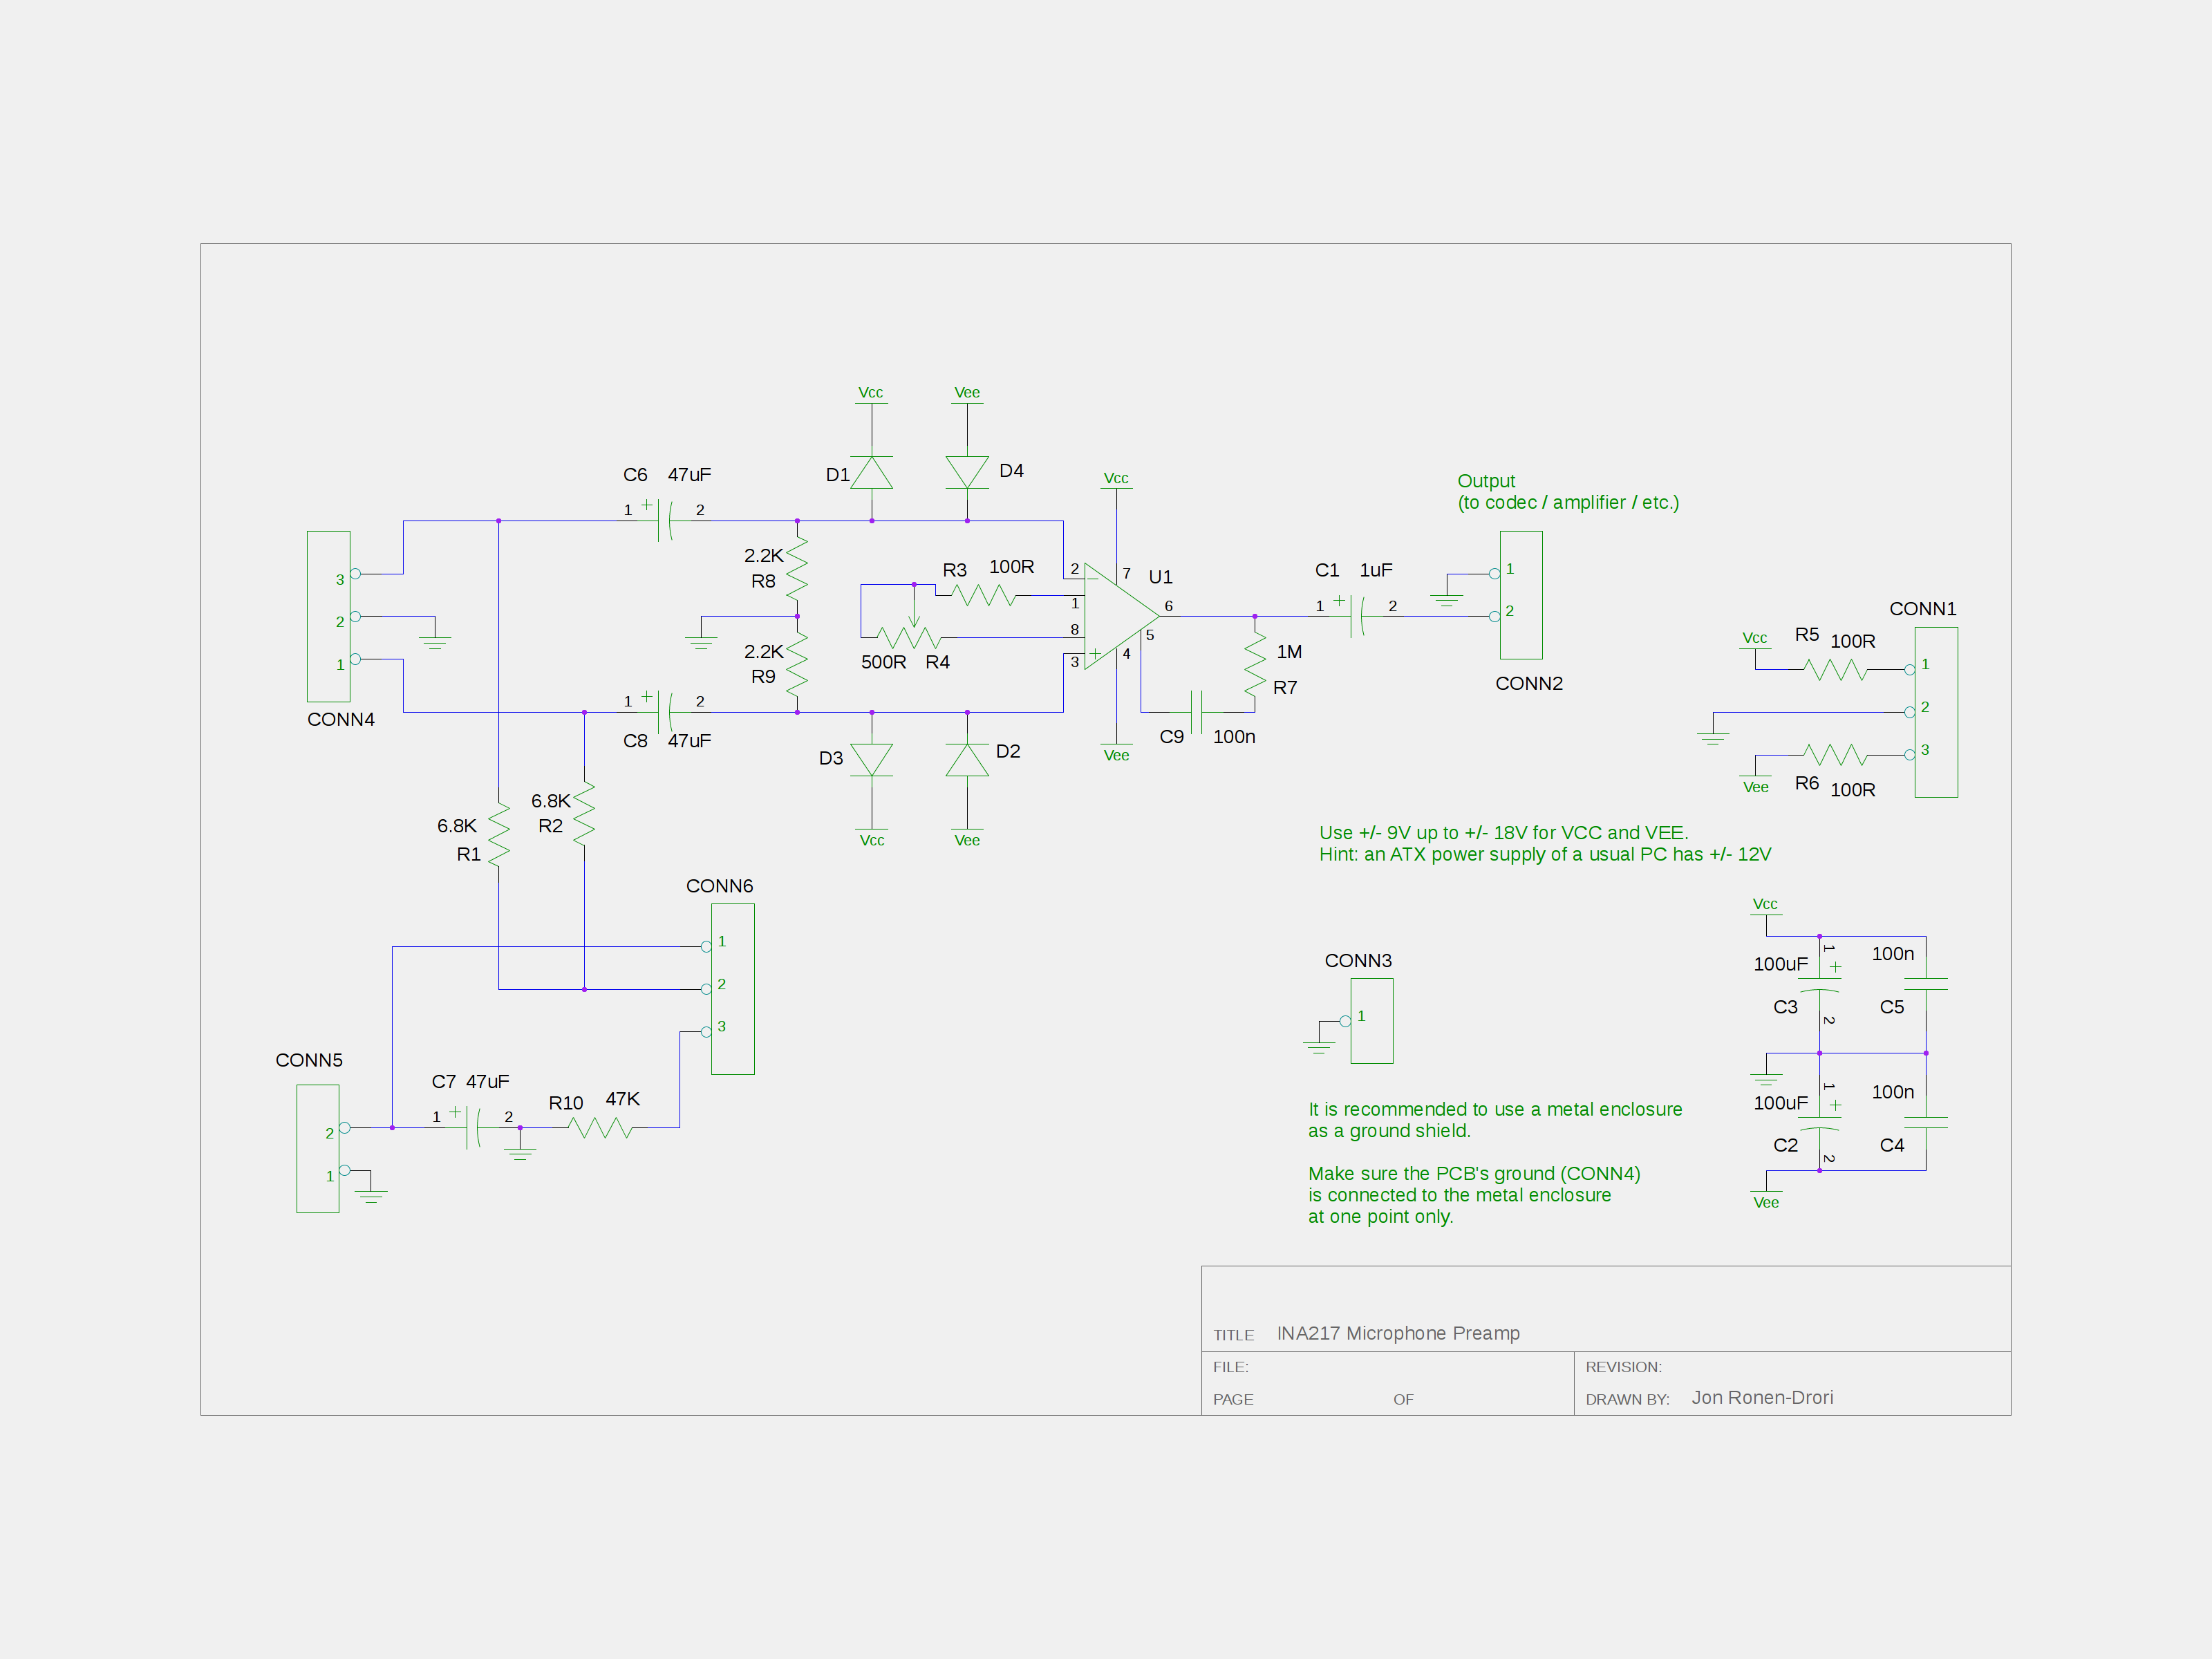 Vcc
Vee
C6 47uF
D1
D4
1 + 2
Vcc
Output
(to codec / amplifier / etc.)
3
2
1
CONN4
2.2K
R8
2.2K
R9
R3 100R
500R R4
2
1
8
3
7
U1
6
5
4
C1 1uF
1 + 2
1
2
CONN2
1M
R7
C9 100n
Vee
CONN1
Vcc
R5 100R
1
2
3
Vee
R6 100R
1 + 2
C8 47uF
D3
D2
Vcc
Vee
6.8K
R1
6.8K
R2
Use +/- 9V up to +/- 18V for VCC and VEE.
Hint: an ATX power supply of a usual PC has +/- 12V
CONN6
1
2
3
CONN5
2
1
C7 47uF
1 + 2
R10 47K
CONN3
1
Vcc
1
100uF +
C3
2
100n
C5
1
100uF +
C2
2
100n
C4
Vee
It is recommended to use a metal enclosure
as a ground shield.
Make sure the PCB's ground (CONN4)
is connected to the metal enclosure
at one point only.
TITLE INA217 Microphone Preamp
FILE:
REVISION:
PAGE OF
DRAWN BY: Jon Ronen-Drori